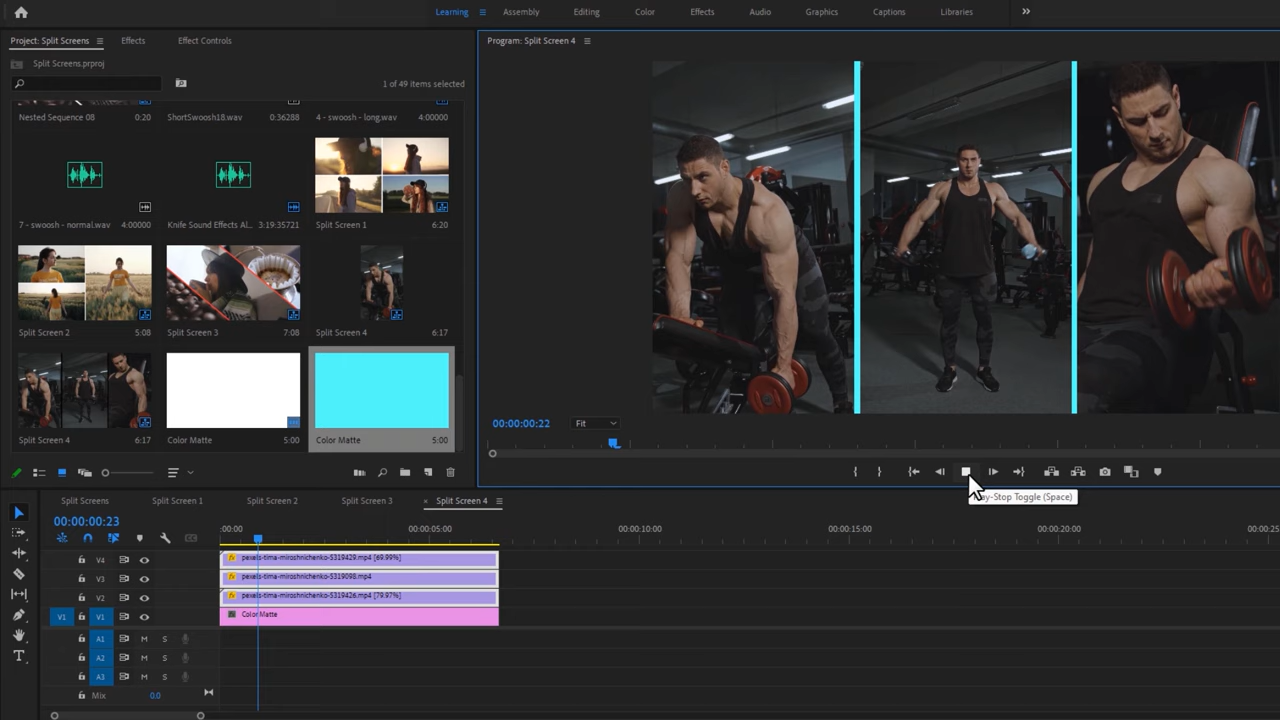 Learning Assembly Editing Color Effects Audio Graphics Captions Libraries
Project: Split Screens Effects Effect Controls
Program: Split Screen 4
Split Screens.prproj
1 of 49 items selected
Nested Sequence 08 0:20 ShortSwoosh18.wav 0:36288 4 - swoosh - long.wav 4:00000
7 - swoosh - normal.wav 4:00000 Knife Sound Effects Al... 3:19:35721 Split Screen 1 6:20
Split Screen 2 5:08 Split Screen 3 7:08 Split Screen 4 6:17
Split Screen 4 6:17 Color Matte 5:00 Color Matte 5:00
00:00:00:22 Fit
ay-Stop Toggle (Space)
Split Screens Split Screen 1 Split Screen 2 Split Screen 3 × Split Screen 4
00:00:00:23
:00:00 00:00:05:00 00:00:10:00 00:00:15:00 00:00:20:00 00:00:25
V4 fx pexels-tima-miroshnichenko-5319429.mp4 [69.99%]
V3 fx pexels-tima-miroshnichenko-5319098.mp4
V2 fx pexels-tima-miroshnichenko-5319426.mp4 [79.97%]
V1 V1 Color Matte
A1 M S
A2 M S
A3 M S
Mix 0.0